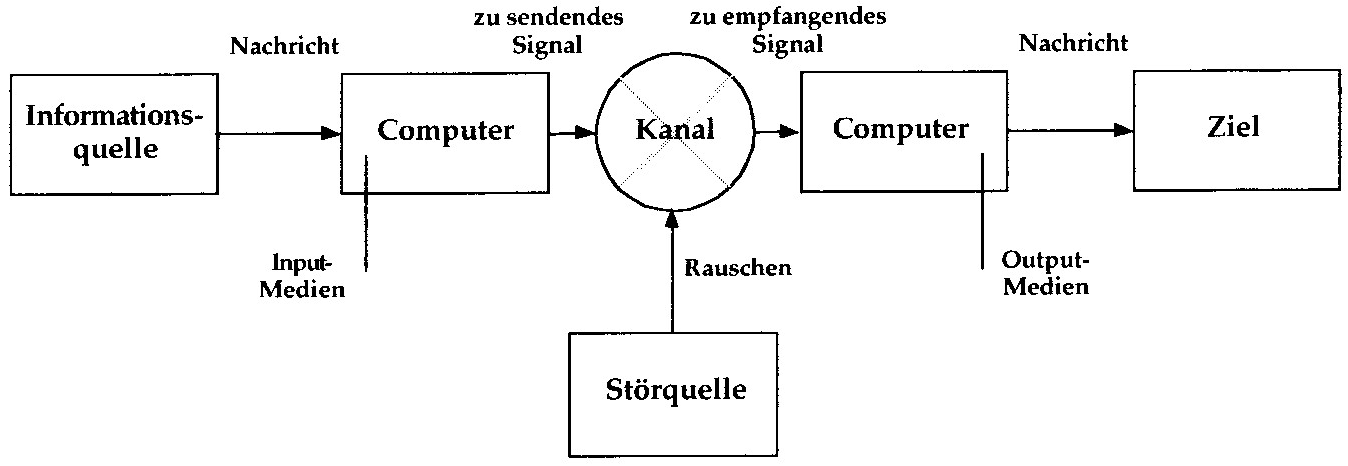 zu sendendes
Signal
zu empfangendes
Signal
Nachricht
Nachricht
Informations-
quelle
Computer
Kanal
Computer
Ziel
Input-
Medien
Rauschen
Output-
Medien
Störquelle